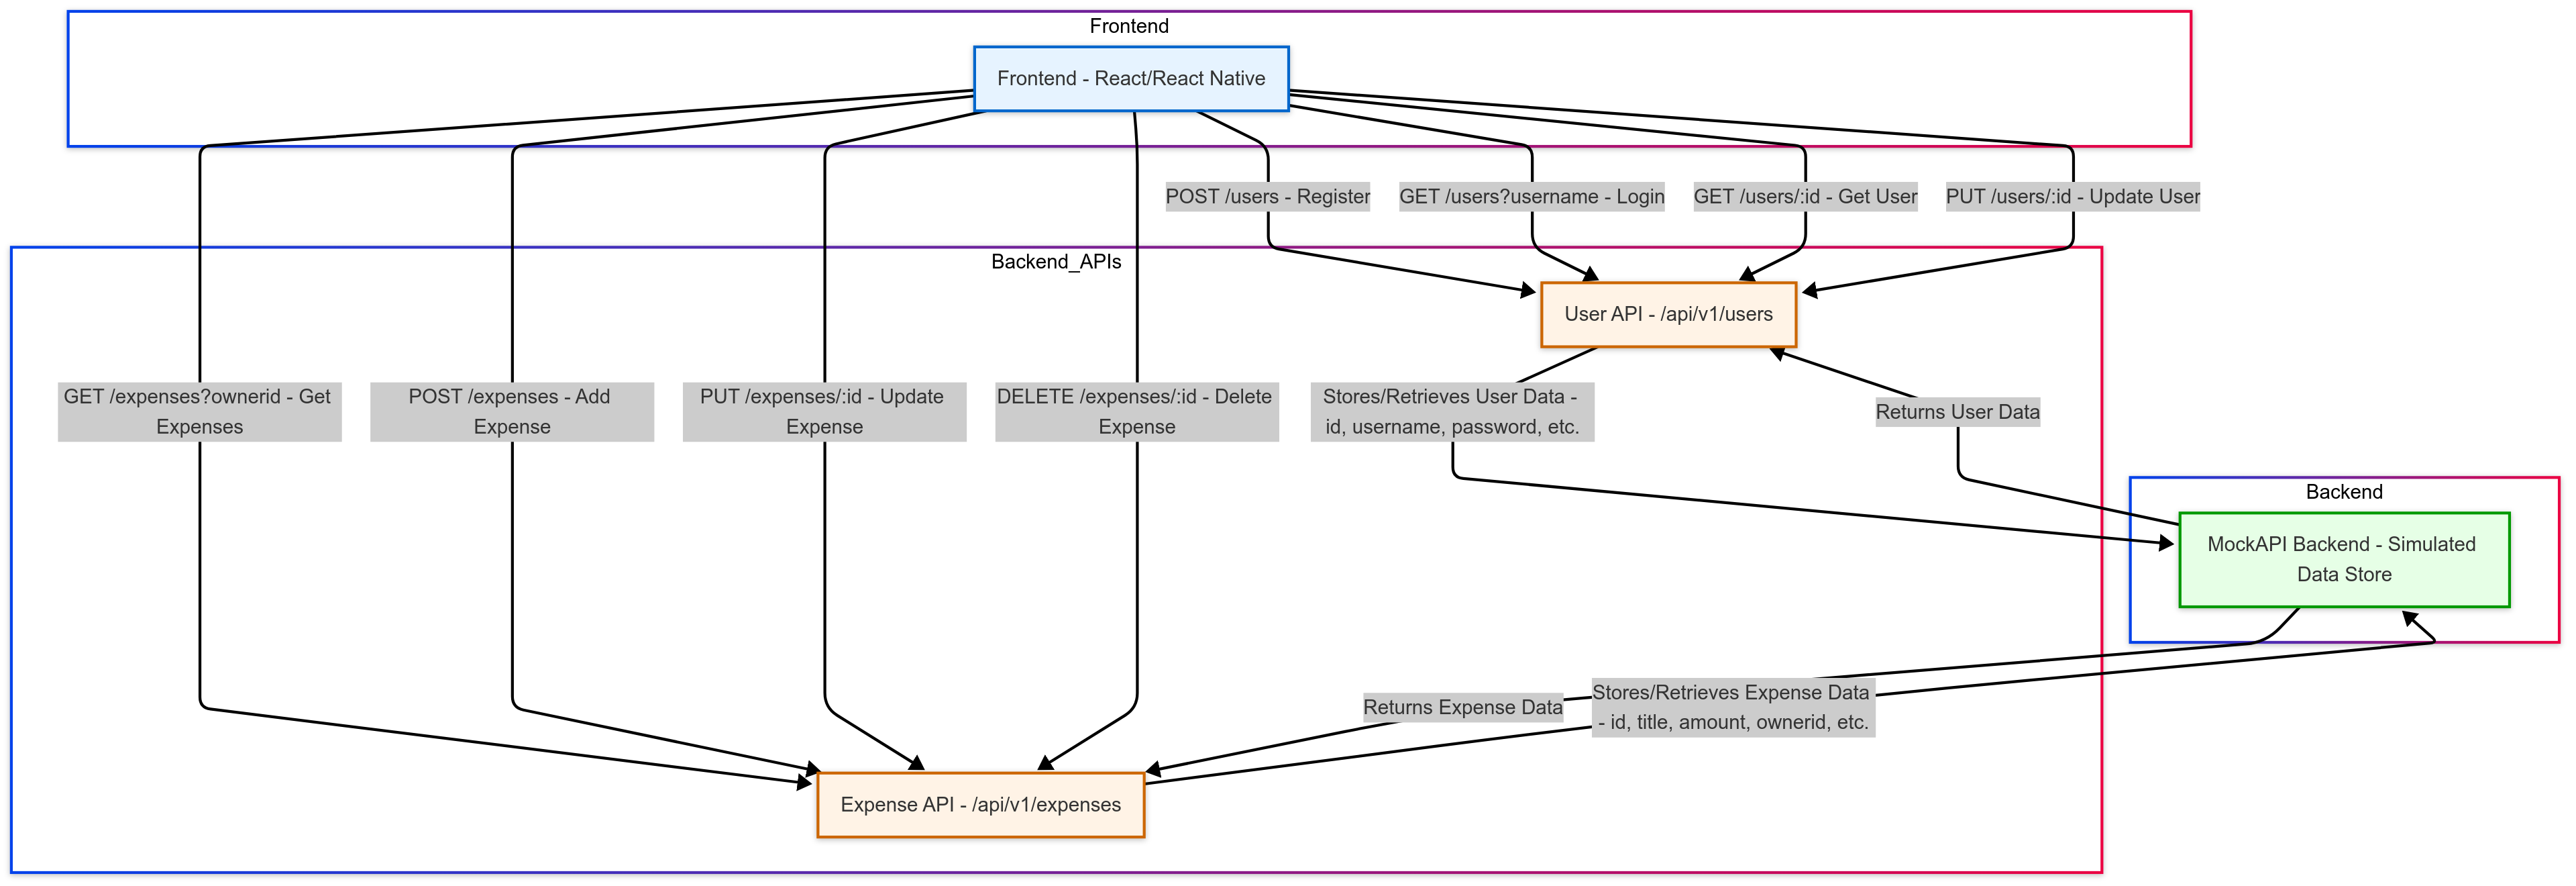 Frontend
Frontend - React/React Native
POST /users - Register
GET /users?username - Login
GET /users/:id - Get User
PUT /users/:id - Update User
Backend_APIs
User API - /api/v1/users
GET /expenses?ownerid - Get
Expenses
POST /expenses - Add
Expense
PUT /expenses/:id - Update
Expense
DELETE /expenses/:id - Delete
Expense
Stores/Retrieves User Data -
id, username, password, etc.
Returns User Data
Backend
MockAPI Backend - Simulated
Data Store
Returns Expense Data
Stores/Retrieves Expense Data
- id, title, amount, ownerid, etc.
Expense API - /api/v1/expenses